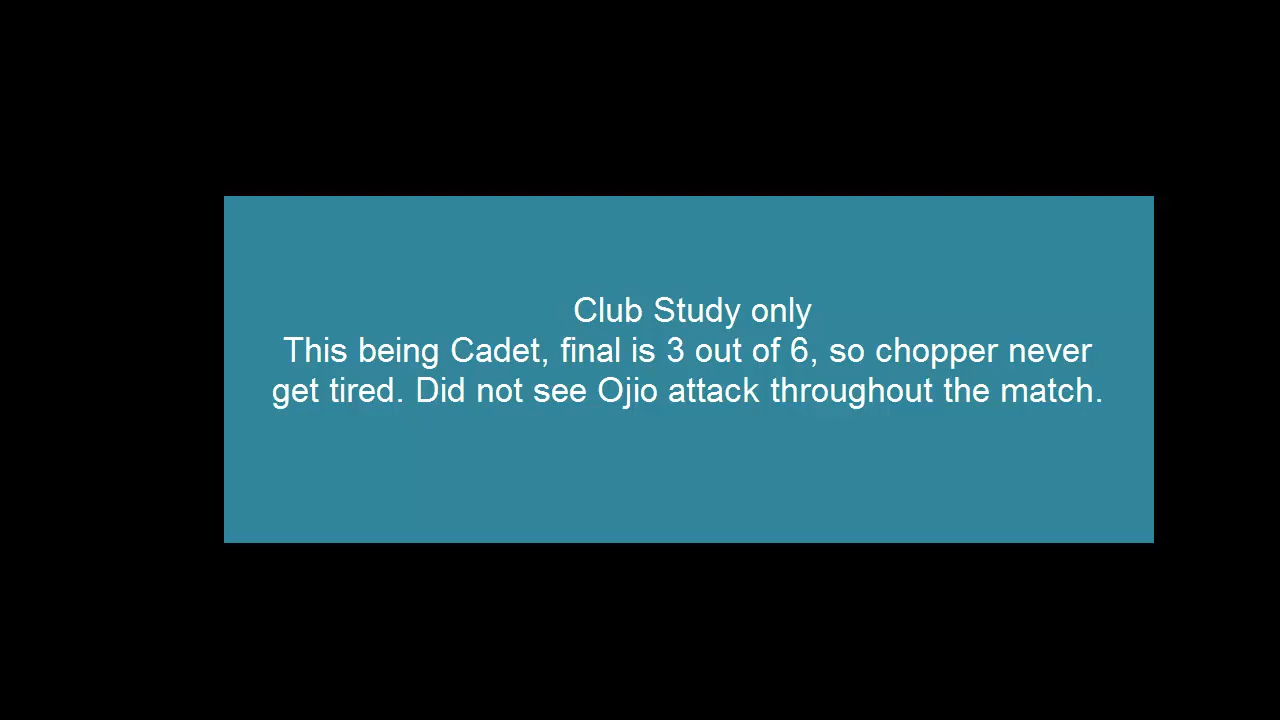 Club Study only
This being Cadet, final is 3 out of 6, so chopper never
get tired. Did not see Ojio attack throughout the match.